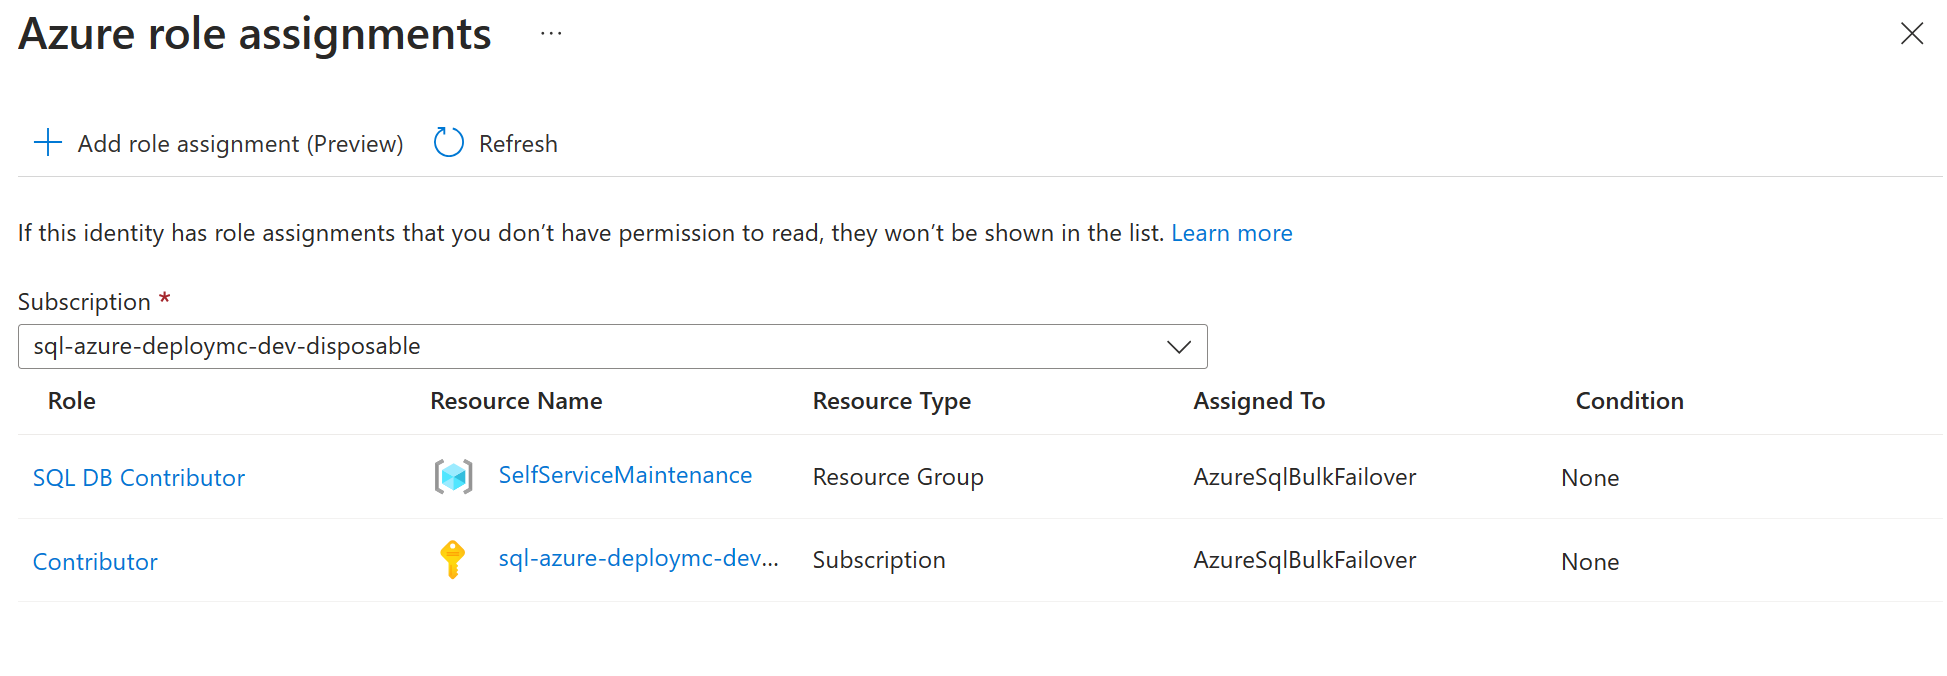 Azure role assignments ...
Add role assignment (Preview) Refresh
If this identity has role assignments that you don’t have permission to read, they won’t be shown in the list. Learn more
Subscription *
sql-azure-deploymc-dev-disposable
Role Resource Name Resource Type Assigned To Condition
SQL DB Contributor SelfServiceMaintenance Resource Group AzureSqlBulkFailover None
Contributor sql-azure-deploymc-dev... Subscription AzureSqlBulkFailover None